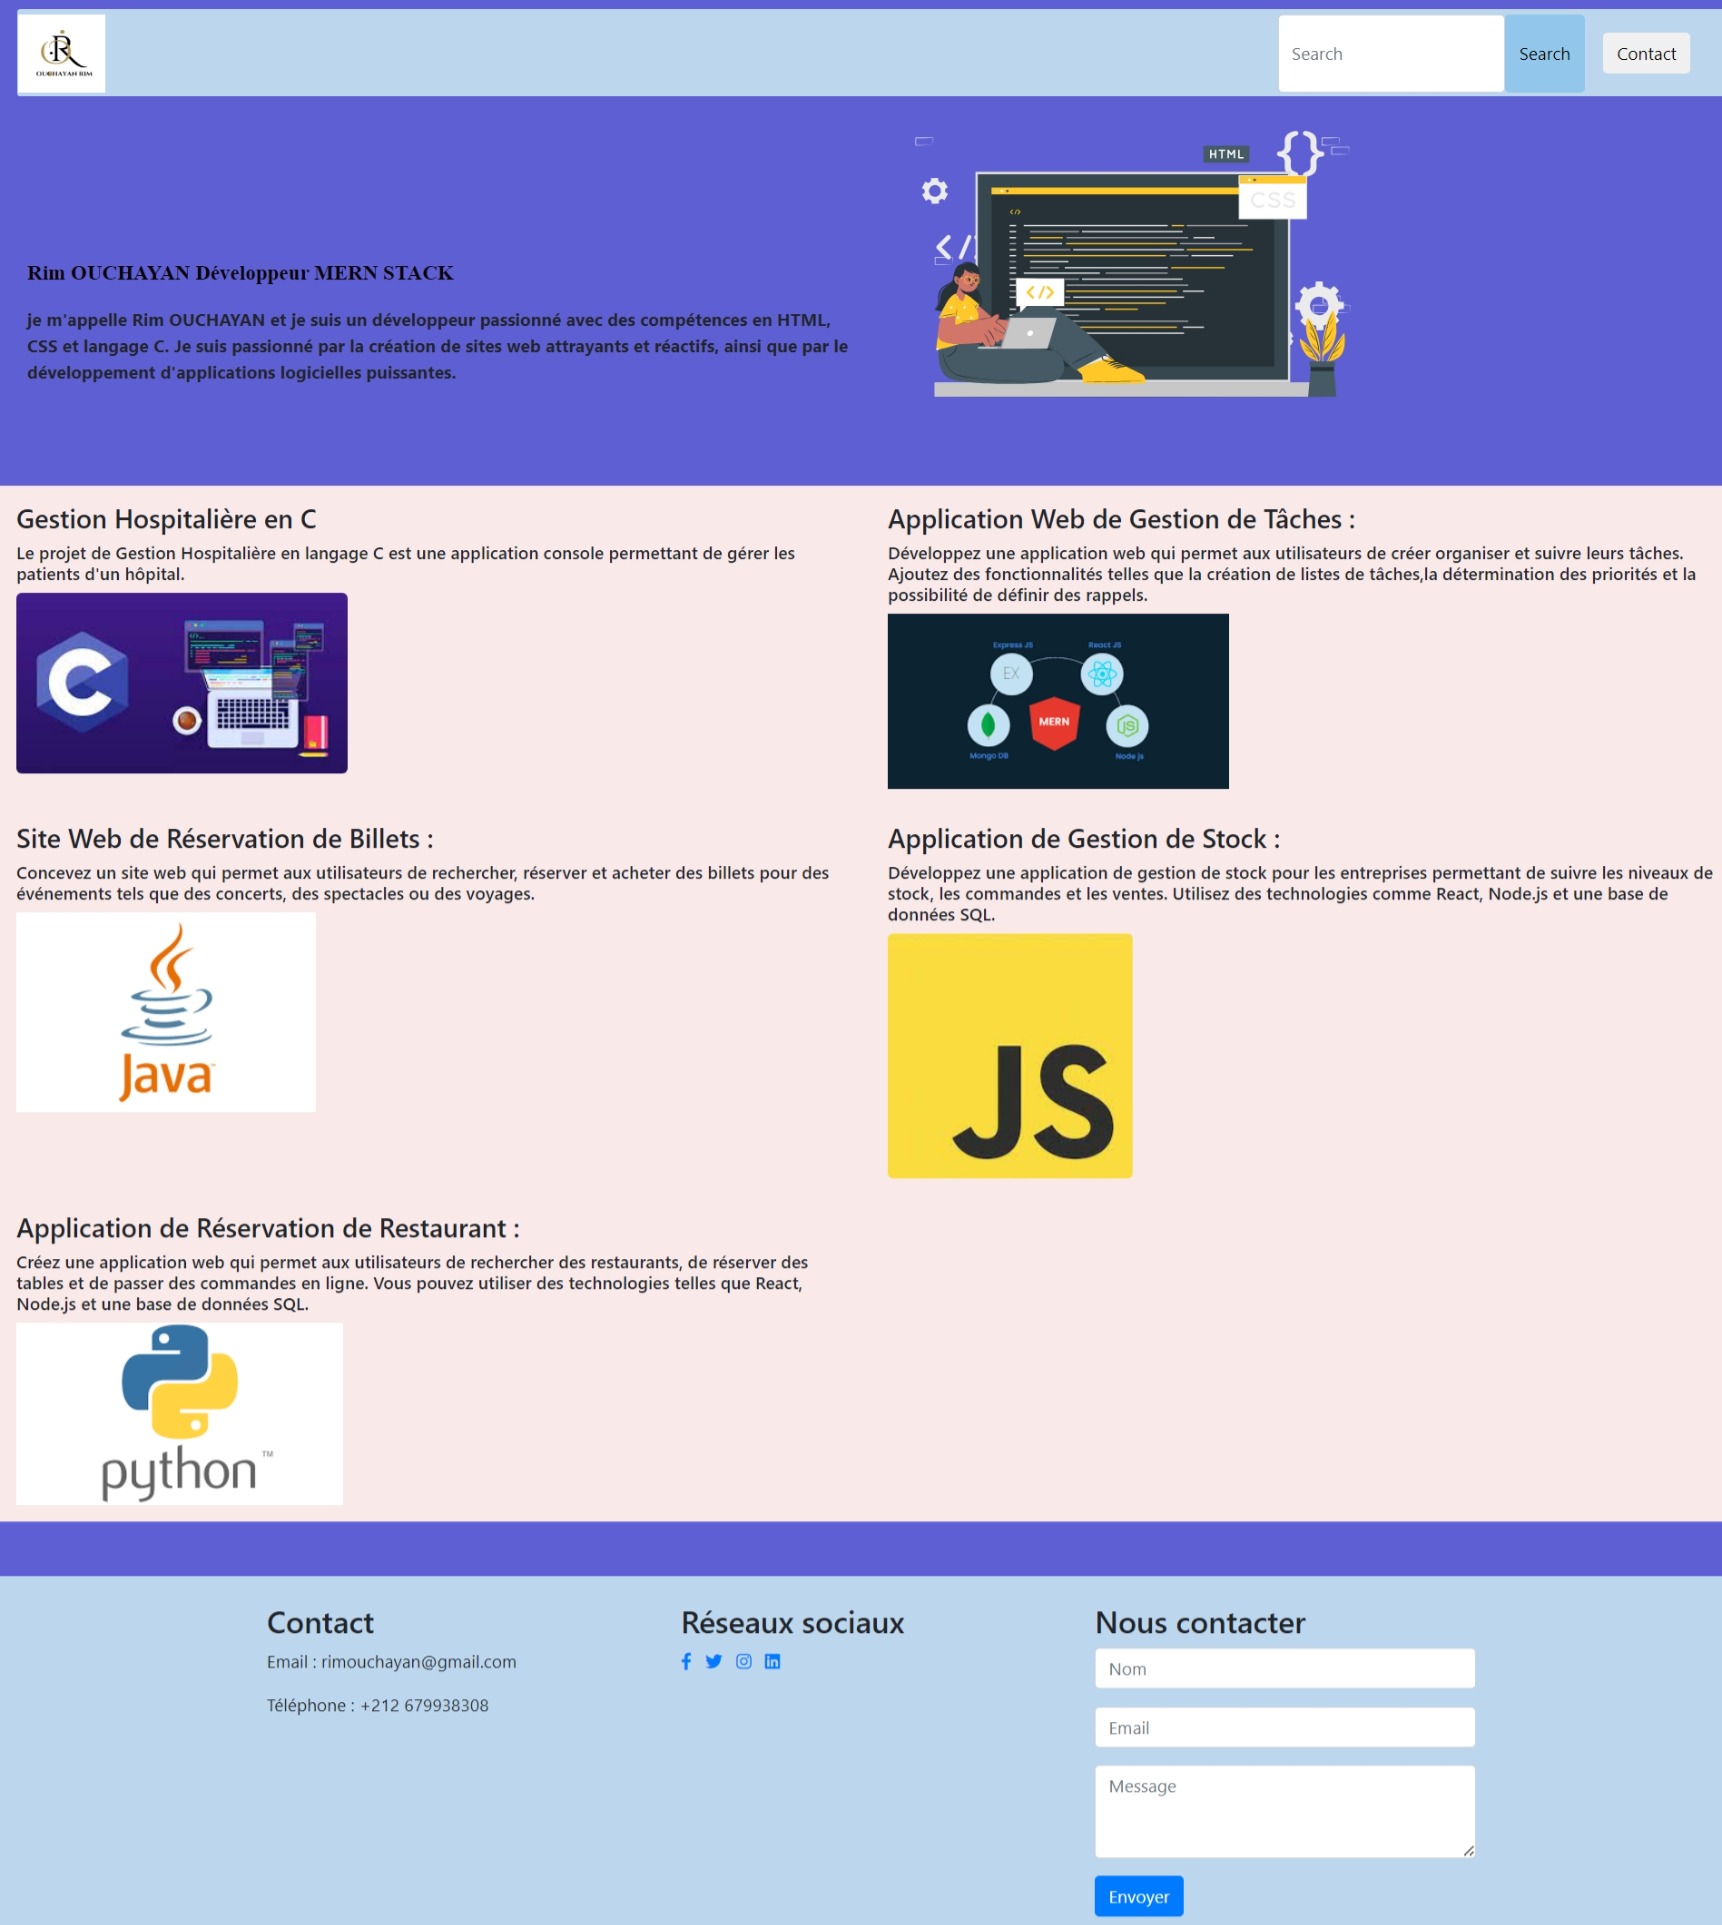 OUCHAYAN RIM
Search
Search
Contact
HTML
CSS
</>
</>
</>
Rim OUCHAYAN Développeur MERN STACK
je m'appelle Rim OUCHAYAN et je suis un développeur passionné avec des compétences en HTML,
CSS et langage C. Je suis passionné par la création de sites web attrayants et réactifs, ainsi que par le
développement d'applications logicielles puissantes.
Gestion Hospitalière en C
Le projet de Gestion Hospitalière en langage C est une application console permettant de gérer les
patients d'un hôpital.
C
Application Web de Gestion de Tâches :
Développez une application web qui permet aux utilisateurs de créer organiser et suivre leurs tâches.
Ajoutez des fonctionnalités telles que la création de listes de tâches,la détermination des priorités et la
possibilité de définir des rappels.
Express JS
React JS
EX
MERN
JS
Mongo DB
Node js
Site Web de Réservation de Billets :
Concevez un site web qui permet aux utilisateurs de rechercher, réserver et acheter des billets pour des
événements tels que des concerts, des spectacles ou des voyages.
Java™
Application de Gestion de Stock :
Développez une application de gestion de stock pour les entreprises permettant de suivre les niveaux de
stock, les commandes et les ventes. Utilisez des technologies comme React, Node.js et une base de
données SQL.
JS
Application de Réservation de Restaurant :
Créez une application web qui permet aux utilisateurs de rechercher des restaurants, de réserver des
tables et de passer des commandes en ligne. Vous pouvez utiliser des technologies telles que React,
Node.js et une base de données SQL.
python™
Contact
Email : rimouchayan@gmail.com
Téléphone : +212 679938308
Réseaux sociaux
Nous contacter
Nom
Email
Message
Envoyer